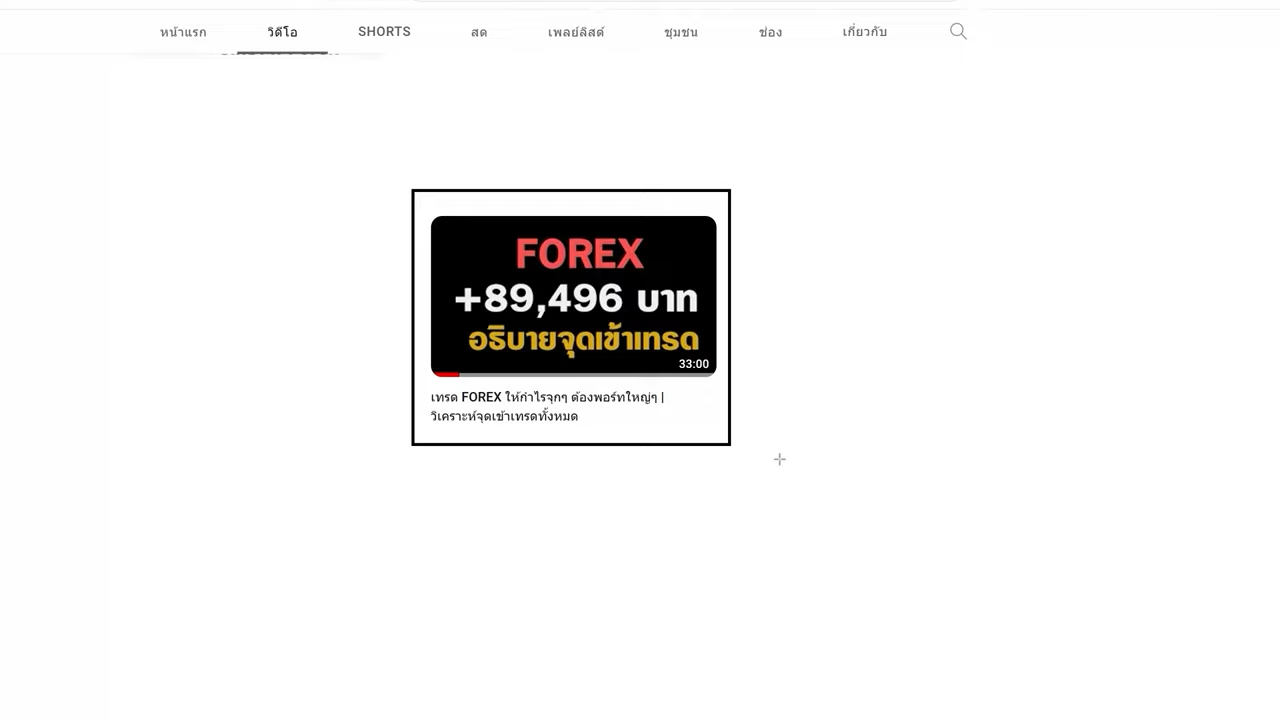 หน้าแรก วิดีโอ SHORTS สด เพลย์ลิสต์ ชุมชน ช่อง เกี่ยวกับ
FOREX
+89,496 บาท
อธิบายจุดเข้าเทรด
33:00
เทรด FOREX ให้กำไรจุกๆ ต้องพอร์ทใหญ่ๆ |
วิเคราะห์จุดเข้าเทรดทั้งหมด